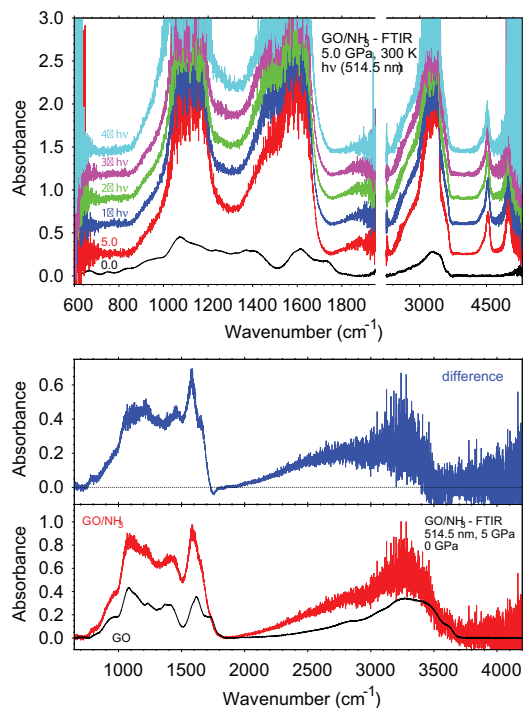 3.0
2.5
2.0
1.5
1.0
0.5
0.0
Absorbance
GO/NH3 - FTIR
5.0 GPa, 300 K
hν (514.5 nm)
4 hν
3 hν
2 hν
1 hν
5.0
0.0
600 800 1000 1200 1400 1600 1800 3000 4500
Wavenumber (cm-1)
0.6
0.4
0.2
0.0
Absorbance
difference
1.0
0.8
0.6
0.4
0.2
0.0
Absorbance
GO/NH3
GO
GO/NH3 - FTIR
514.5 nm, 5 GPa
0 GPa
1000 1500 2000 2500 3000 3500 4000
Wavenumber (cm-1)